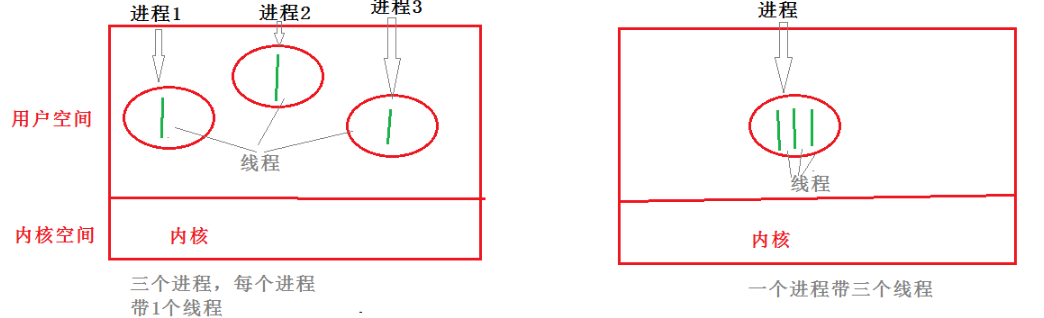 进程1
进程2
进程3
用户空间
线程
内核空间
内核
三个进程，每个进程
带1个线程
进程
线程
内核
一个进程带三个线程